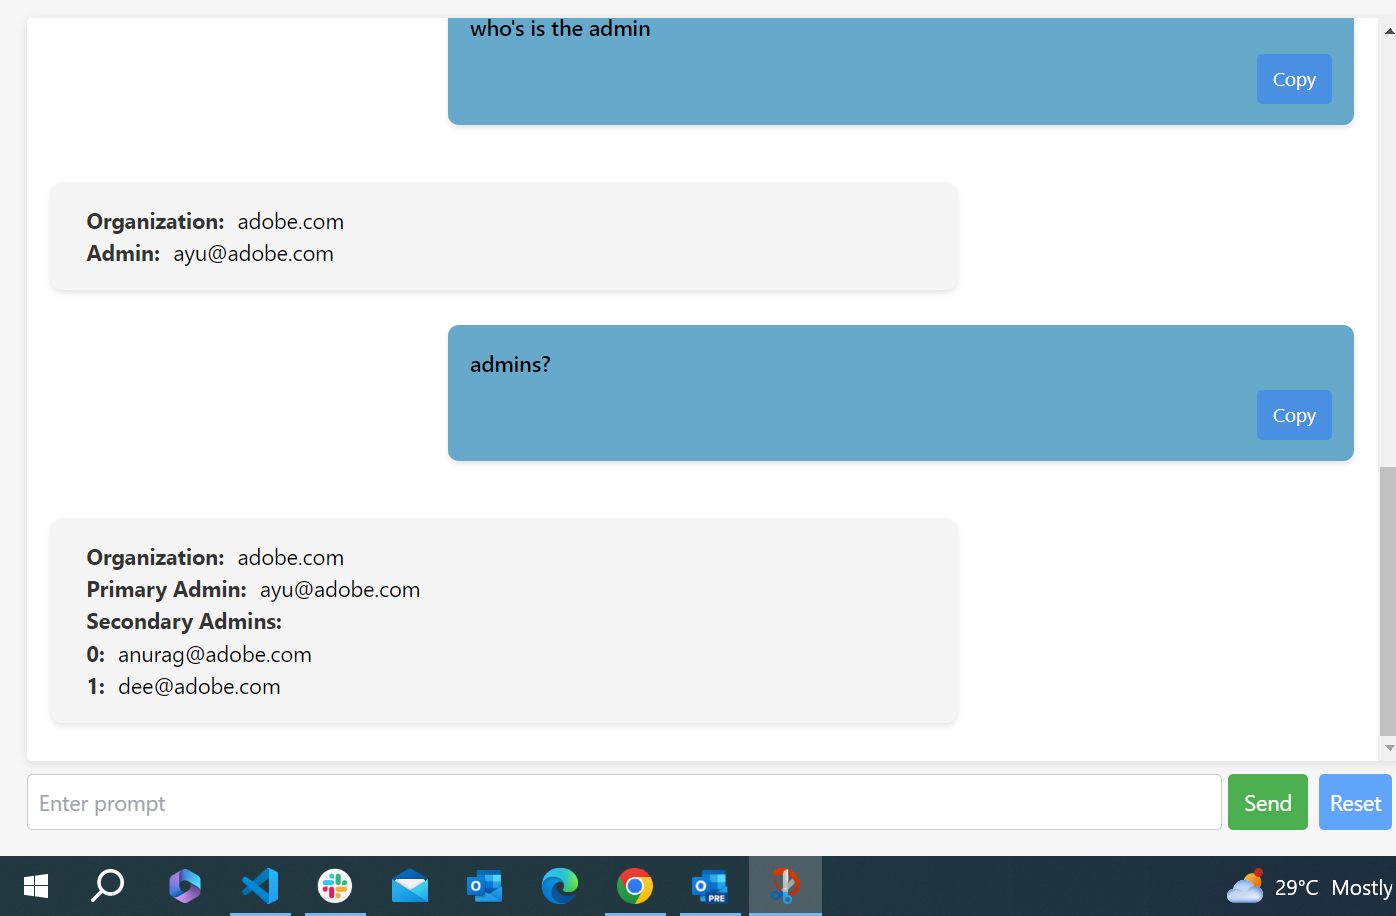 who's is the admin
Copy
Organization: adobe.com
Admin: ayu@adobe.com
admins?
Copy
Organization: adobe.com
Primary Admin: ayu@adobe.com
Secondary Admins:
0: anurag@adobe.com
1: dee@adobe.com
Enter prompt
Send
Reset
O
O
PRE
29°C Mostly